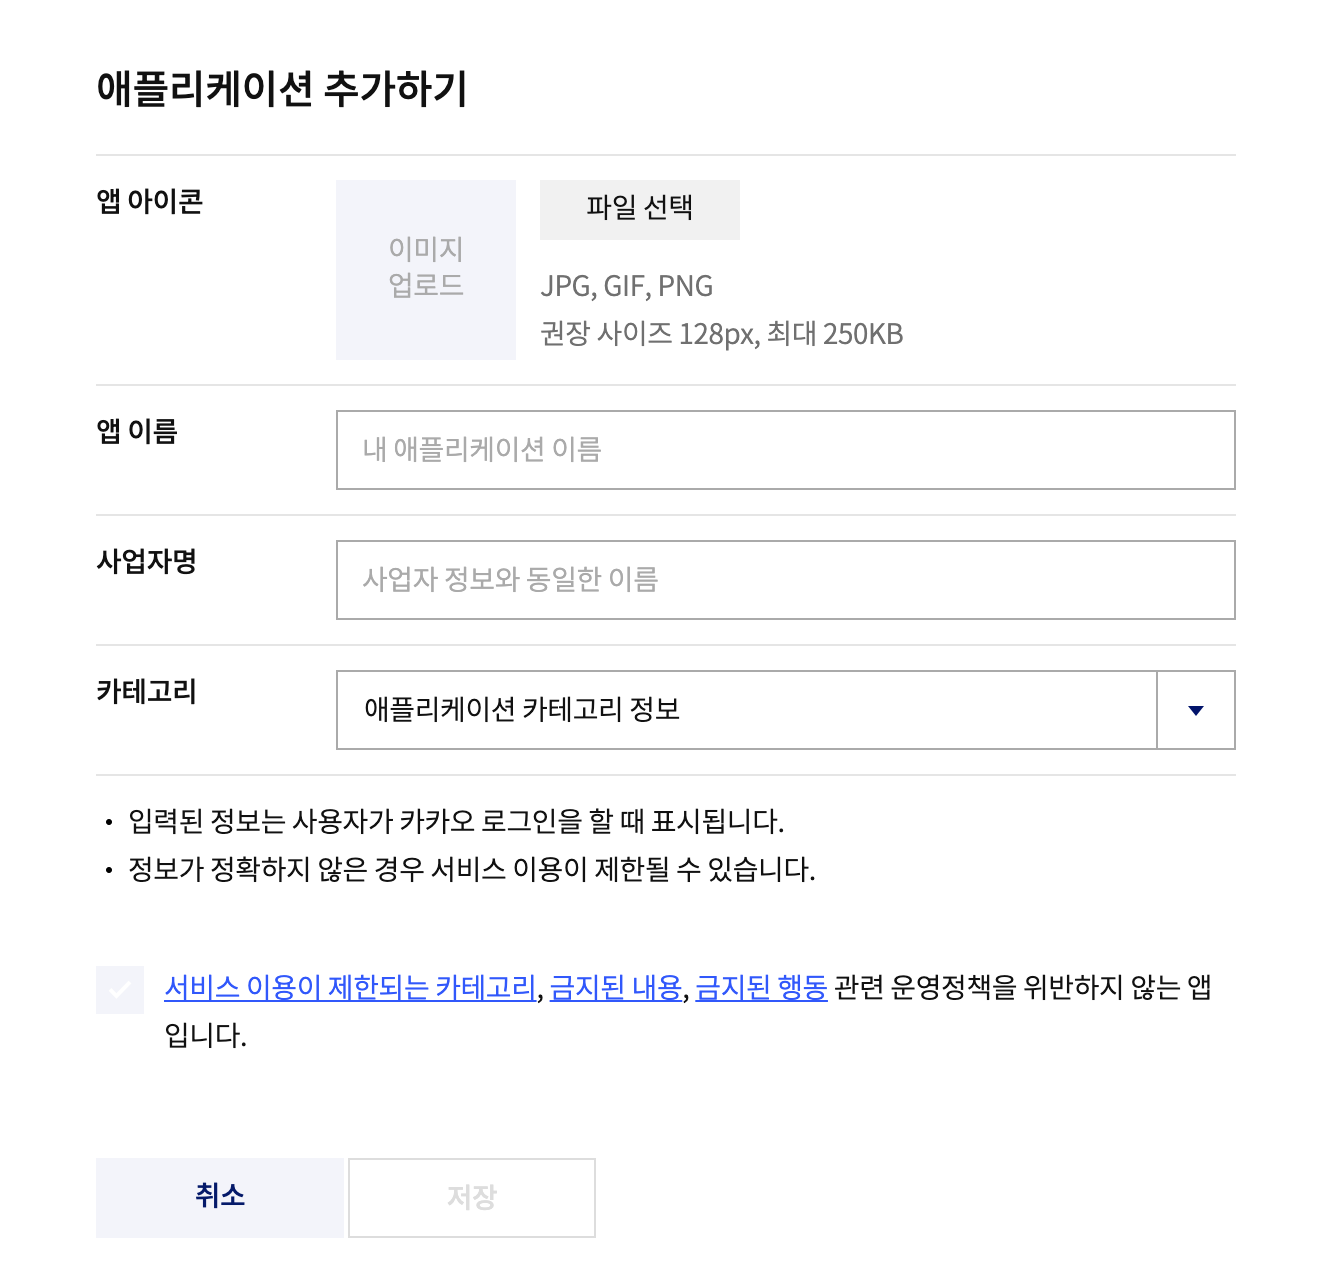 애플리케이션 추가하기
앱 아이콘
이미지
업로드
파일 선택
JPG, GIF, PNG
권장 사이즈 128px, 최대 250KB
앱 이름
내 애플리케이션 이름
사업자명
사업자 정보와 동일한 이름
카테고리
애플리케이션 카테고리 정보
• 입력된 정보는 사용자가 카카오 로그인을 할 때 표시됩니다.
• 정보가 정확하지 않은 경우 서비스 이용이 제한될 수 있습니다.
서비스 이용이 제한되는 카테고리, 금지된 내용, 금지된 행동 관련 운영정책을 위반하지 않는 앱
입니다.
취소
저장